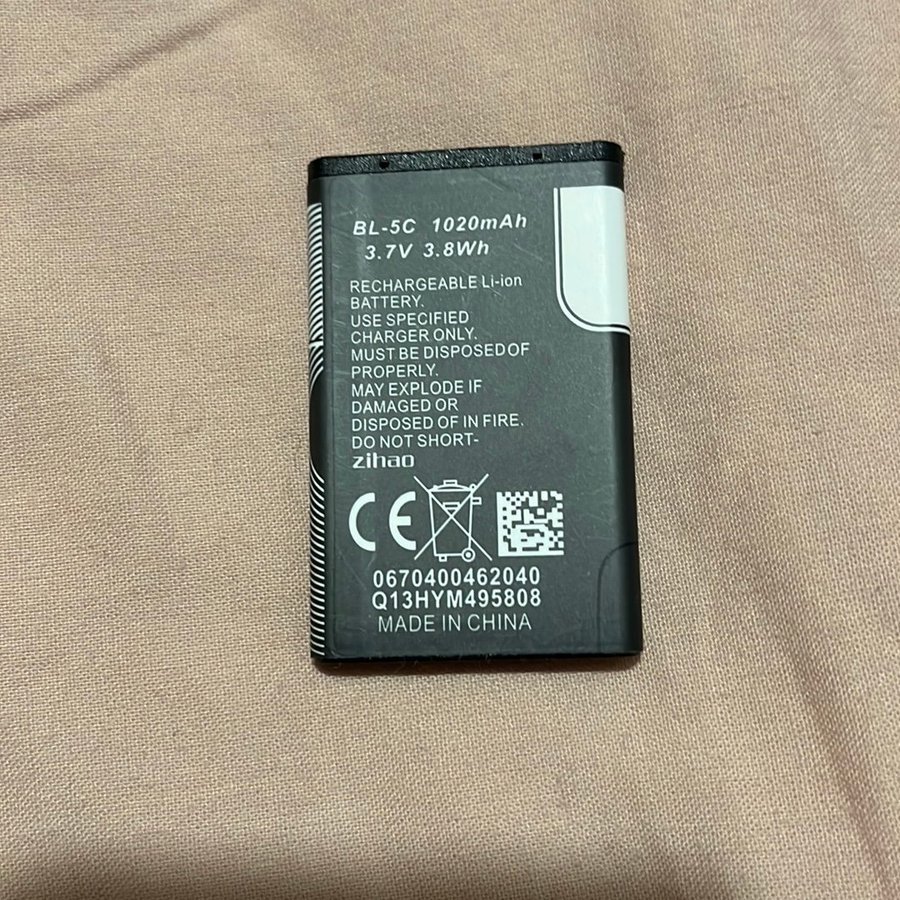 BL-5C 1020mAh
3.7V 3.8Wh
RECHARGEABLE Li-ion
BATTERY.
USE SPECIFIED
CHARGER ONLY.
MUST BE DISPOSED OF
PROPERLY.
MAY EXPLODE IF
DAMAGED OR
DISPOSED OF IN FIRE.
DO NOT SHORT-
zihao
CE
0670400462040
Q13HYM495808
MADE IN CHINA